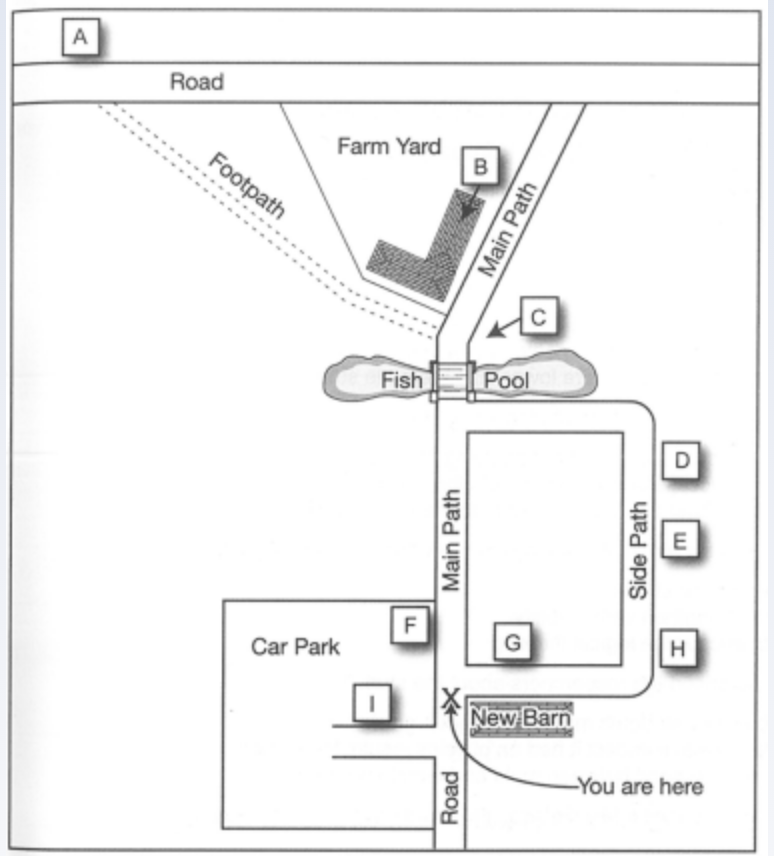 A
Road
Farm Yard
B
Footpath
Main Path
C
Fish
Pool
D
Main Path
Side Path
E
F
G
Car Park
H
I
X
New Barn
You are here
Road